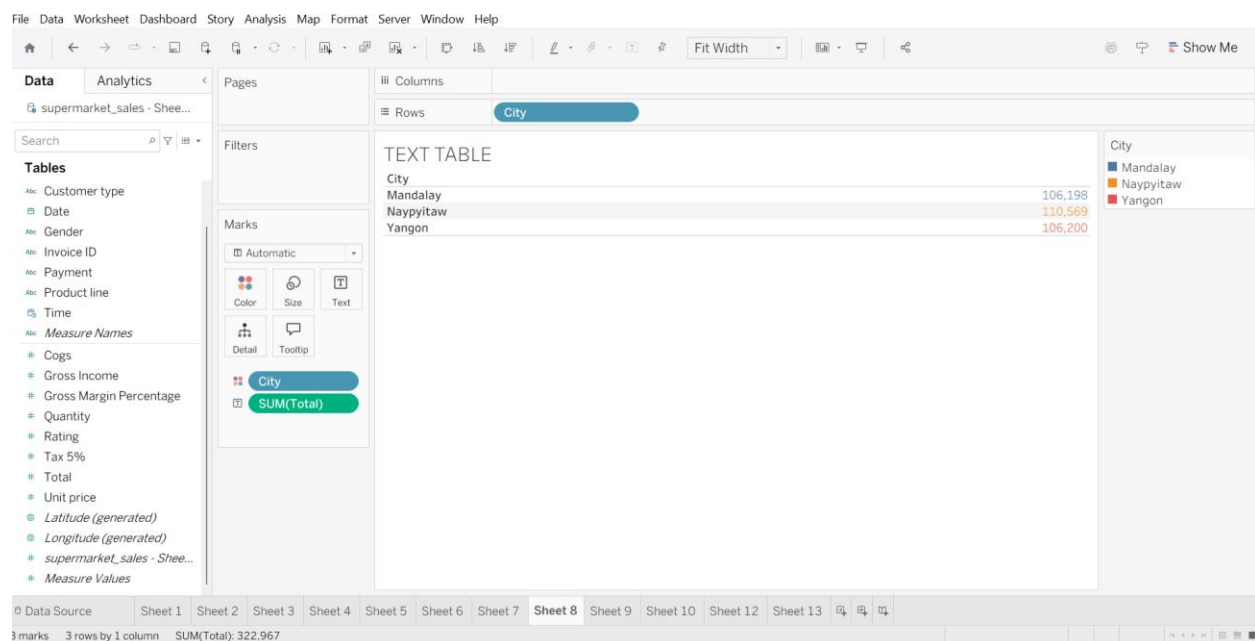 File Data Worksheet Dashboard Story Analysis Map Format Server Window Help
Fit Width
Show Me
Data Analytics
supermarket_sales - Shee...
Search
Tables
Abc Customer type
Date
Abc Gender
Abc Invoice ID
Abc Payment
Abc Product line
Time
Abc Measure Names
# Cogs
# Gross Income
# Gross Margin Percentage
# Quantity
# Rating
# Tax 5%
# Total
# Unit price
Latitude (generated)
Longitude (generated)
# supermarket_sales - Shee...
# Measure Values
Pages
Filters
Marks
T Automatic
Color Size Text
Detail Tooltip
City
SUM(Total)
Columns
Rows City
TEXT TABLE
City
Mandalay 106,198
Naypyitaw 110,569
Yangon 106,200
City
Mandalay
Naypyitaw
Yangon
Data Source Sheet 1 Sheet 2 Sheet 3 Sheet 4 Sheet 5 Sheet 6 Sheet 7 Sheet 8 Sheet 9 Sheet 10 Sheet 12 Sheet 13
3 marks 3 rows by 1 column SUM(Total): 322,967